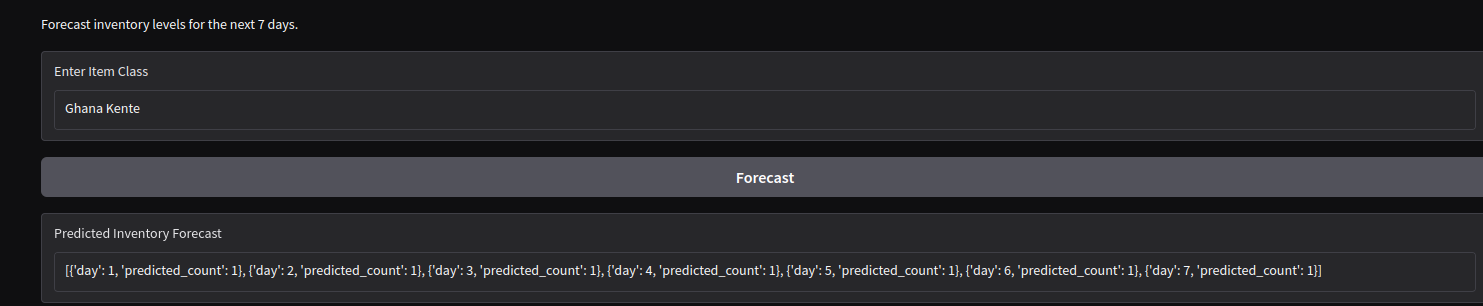 Forecast inventory levels for the next 7 days.
Enter Item Class
Ghana Kente
Forecast
Predicted Inventory Forecast
[{'day': 1, 'predicted_count': 1}, {'day': 2, 'predicted_count': 1}, {'day': 3, 'predicted_count': 1}, {'day': 4, 'predicted_count': 1}, {'day': 5, 'predicted_count': 1}, {'day': 6, 'predicted_count': 1}, {'day': 7, 'predicted_count': 1}]